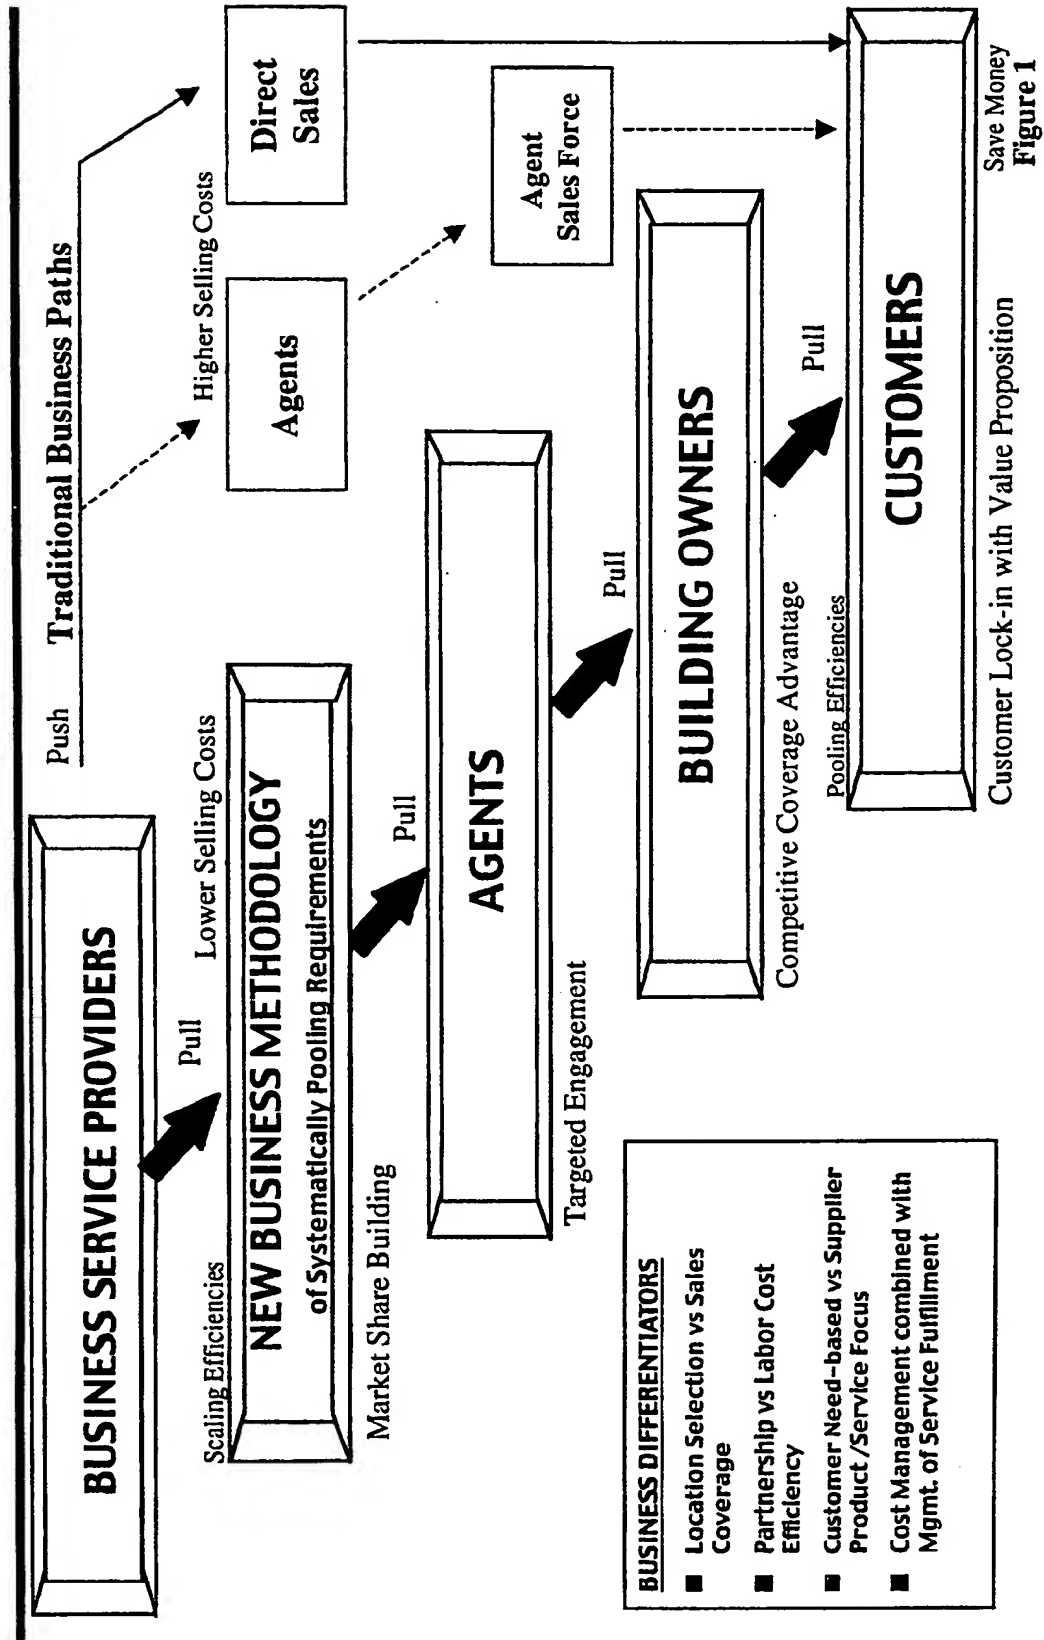 Push
Traditional Business Paths
BUSINESS SERVICE PROVIDERS
Pull
Lower Selling Costs
Higher Selling Costs
Scaling Efficiencies
NEW BUSINESS METHODOLOGY
of Systematically Pooling Requirements
Agents
Direct
Sales
Market Share Building
Pull
AGENTS
Agent
Sales Force
Targeted Engagement
Pull
BUILDING OWNERS
Competitive Coverage Advantage
Pull
Pooling Efficiencies
CUSTOMERS
Customer Lock-in with Value Proposition
Save Money
Figure 1
BUSINESS DIFFERENTIATORS
■ Location Selection vs Sales
Coverage
■ Partnership vs Labor Cost
Efficiency
■ Customer Need-based vs Supplier
Product /Service Focus
■ Cost Management combined with
Mgmt. of Service Fulfillment